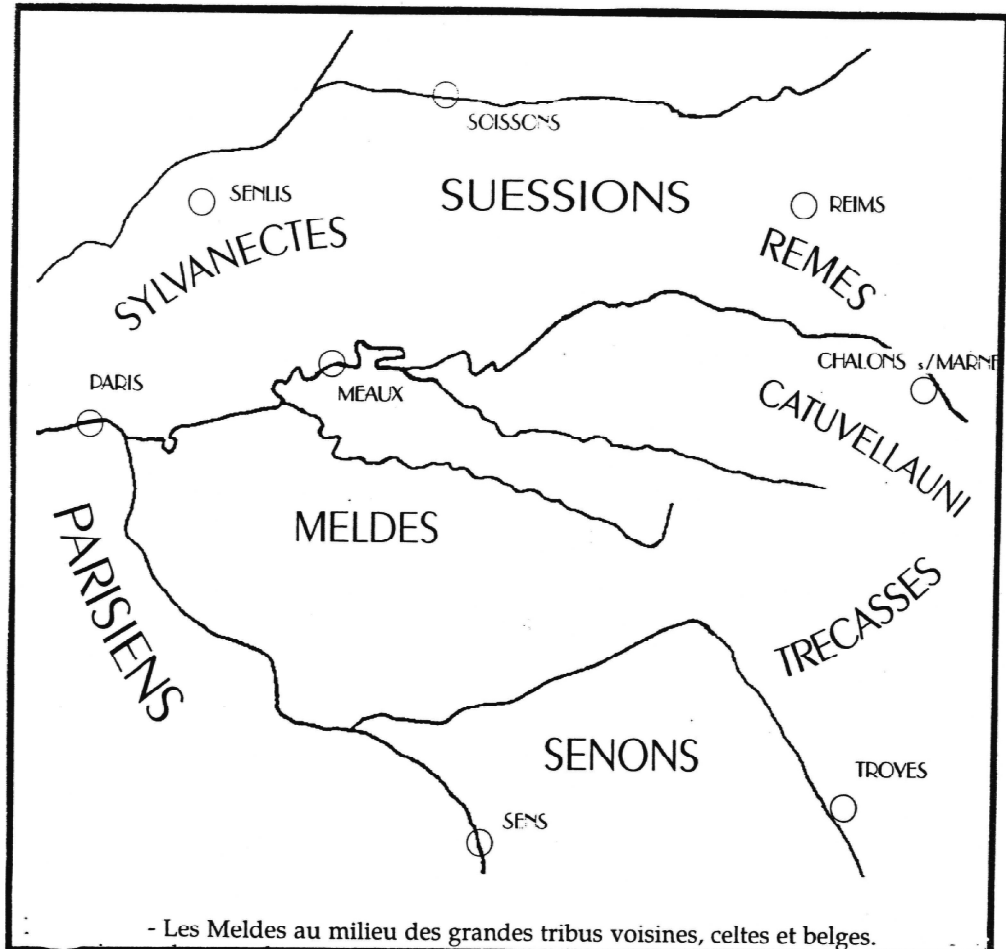 SOISSONS
SENLIS
SUESSIONS
REIMS
SYLVANECTES
REMES
CHALONS s/MARNE
PARIS
MEAUX
CATUVELLAUNI
MELDES
PARISIENS
TRECASSES
SENONS
TROYES
SENS
- Les Meldes au milieu des grandes tribus voisines, celtes et belges.